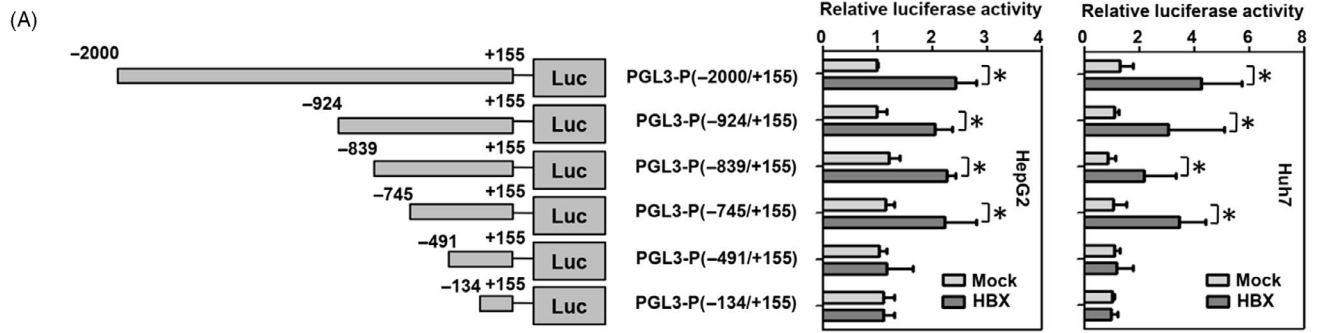 (A)
Relative luciferase activity
Relative luciferase activity
0 1 2 3 4
0 2 4 6 8
−2000 +155
Luc
PGL3-P(−2000/+155)
*
*
−924 +155
Luc
PGL3-P(−924/+155)
*
*
−839 +155
Luc
PGL3-P(−839/+155)
*
*
−745 +155
Luc
PGL3-P(−745/+155)
*
*
−491 +155
Luc
PGL3-P(−491/+155)
−134 +155
Luc
PGL3-P(−134/+155)
HepG2
Mock
HBX
Huh7
Mock
HBX